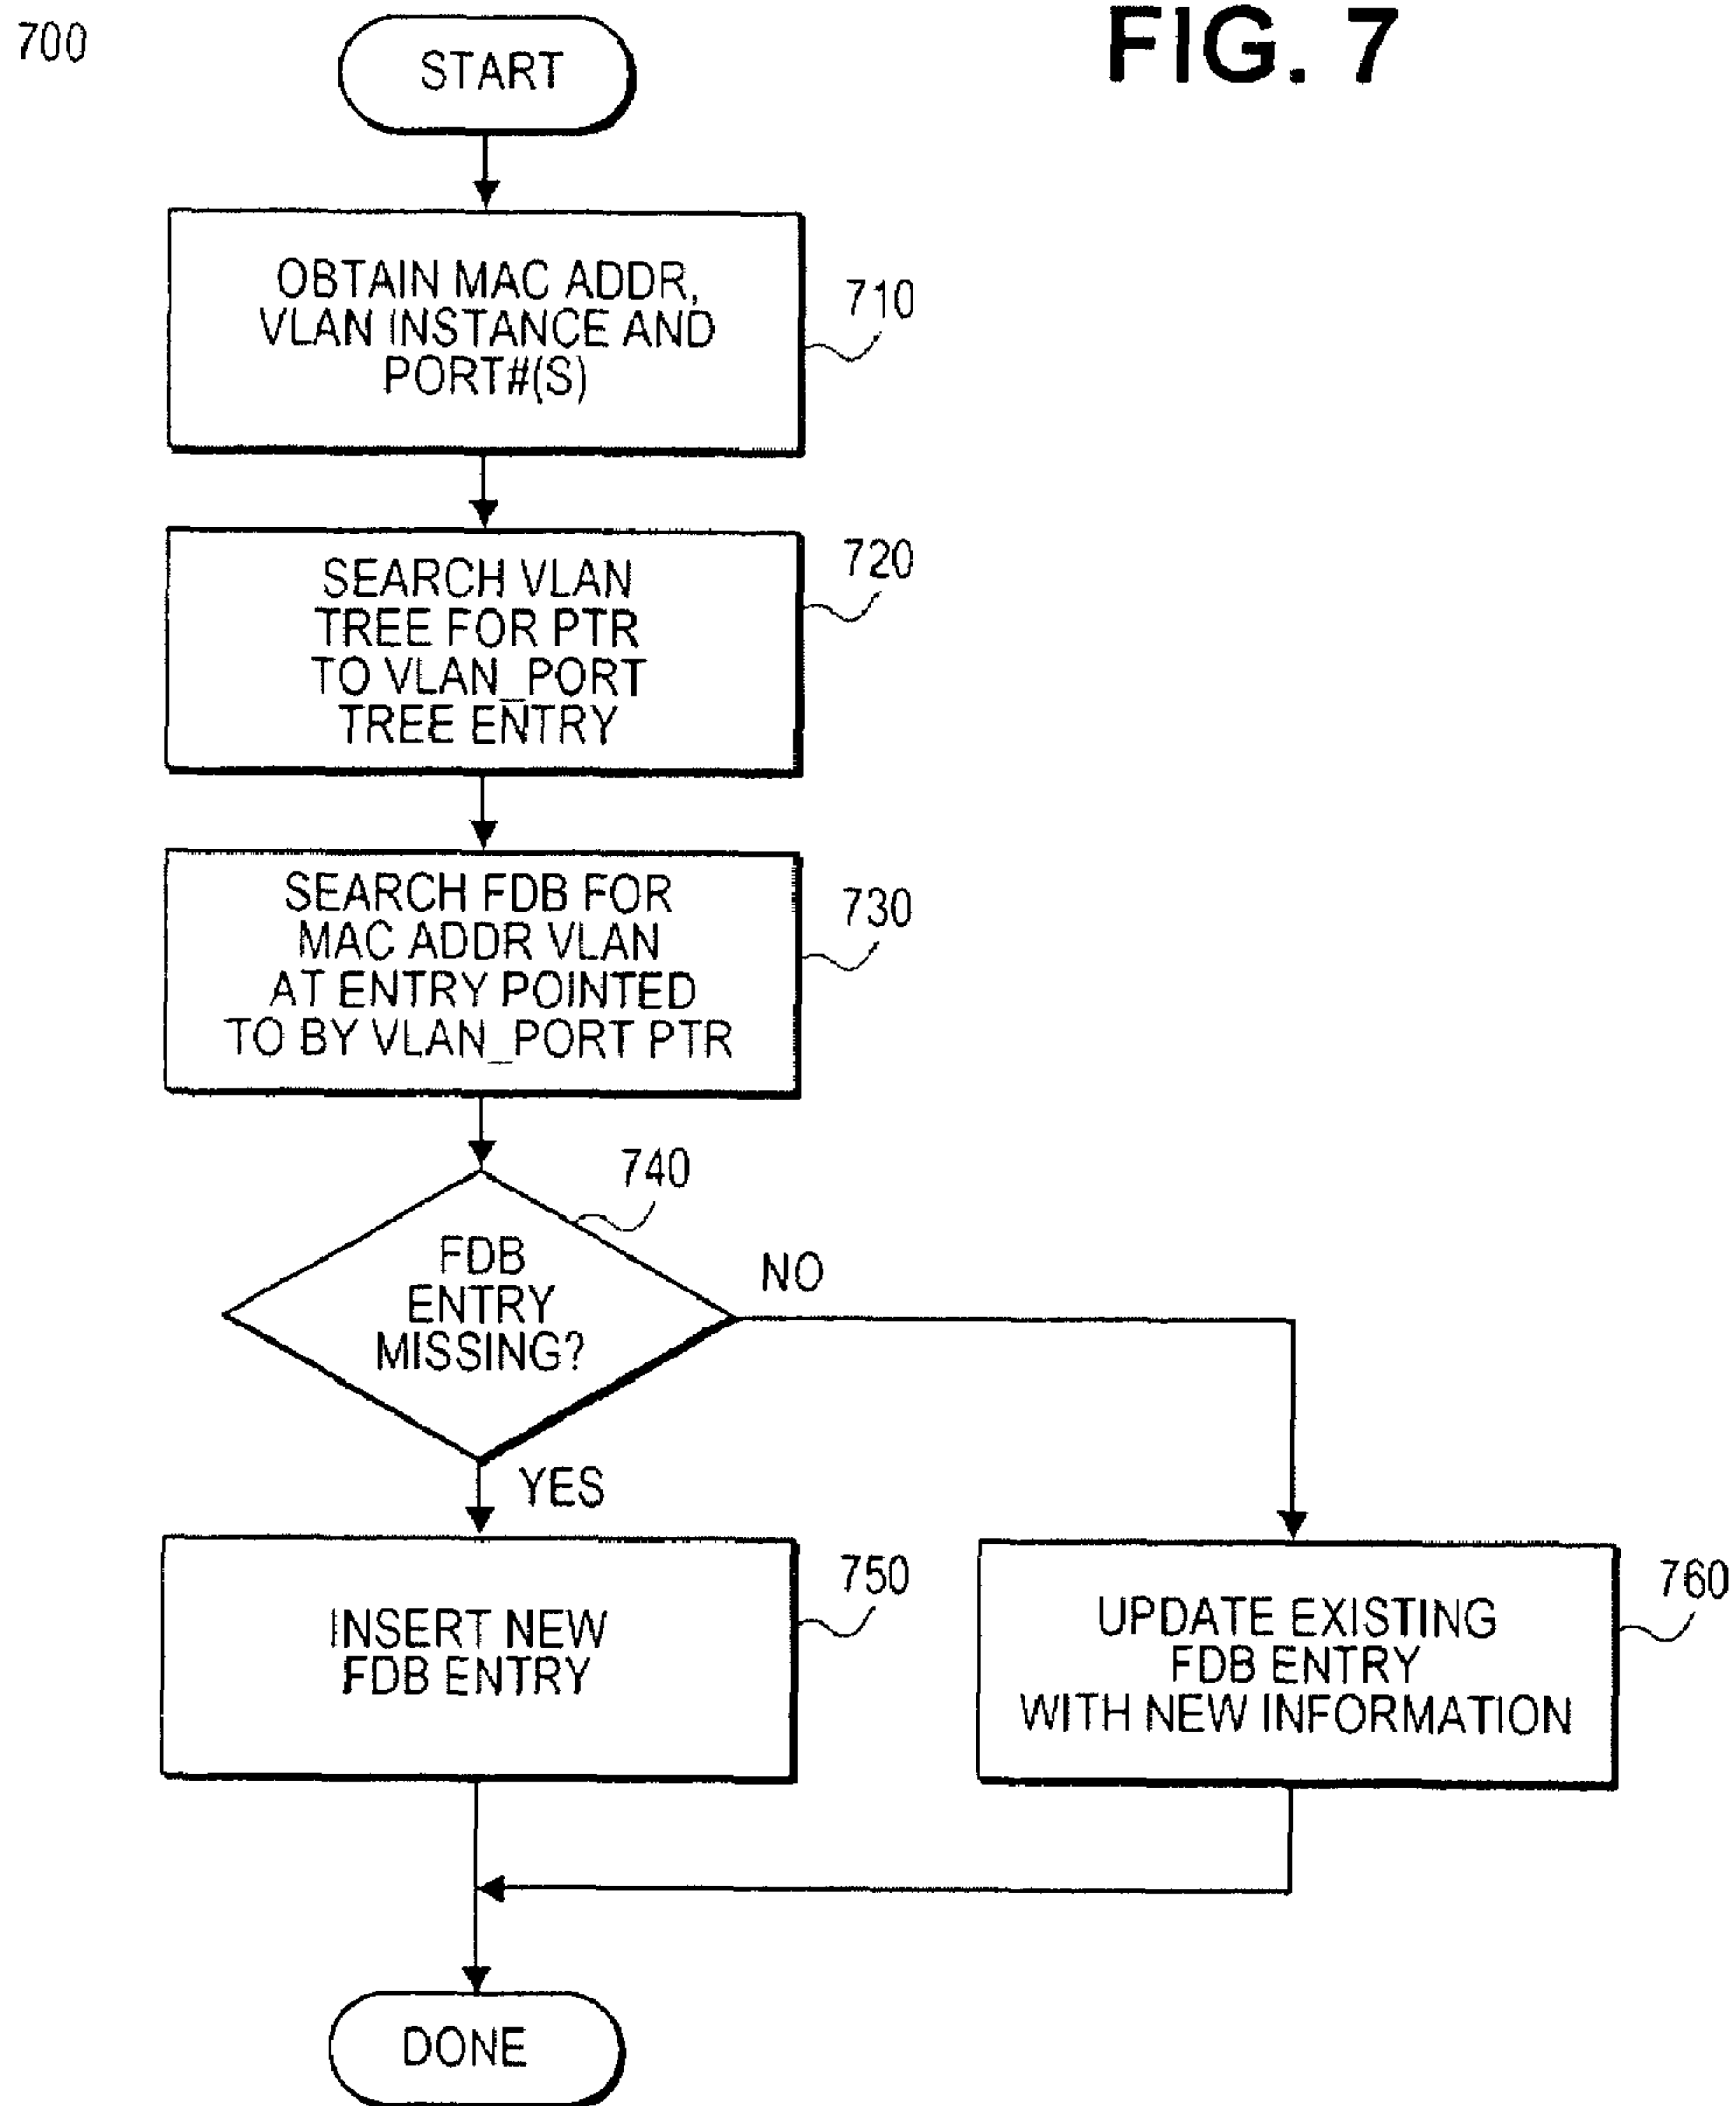 700
FIG. 7
START
OBTAIN MAC ADDR,
VLAN INSTANCE AND
PORT#(S)
710
SEARCH VLAN
TREE FOR PTR
TO VLAN_PORT
TREE ENTRY
720
SEARCH FDB FOR
MAC ADDR VLAN
AT ENTRY POINTED
TO BY VLAN_PORT PTR
730
740
FDB
ENTRY
MISSING?
NO
YES
INSERT NEW
FDB ENTRY
750
UPDATE EXISTING
FDB ENTRY
WITH NEW INFORMATION
760
DONE